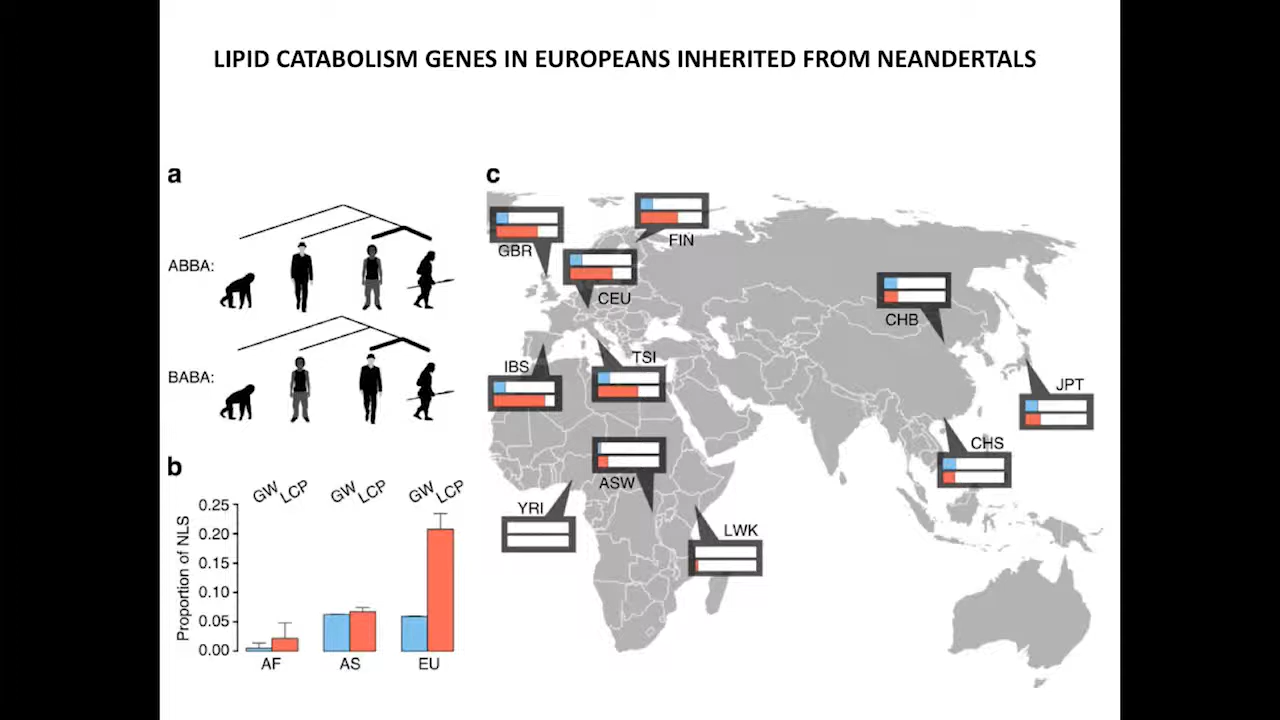 LIPID CATABOLISM GENES IN EUROPEANS INHERITED FROM NEANDERTALS
a
ABBA:
BABA:
b
GW LCP GW LCP GW LCP
Proportion of NLS
0.25
0.20
0.15
0.10
0.05
0.00
AF AS EU
c
GBR
FIN
CEU
CHB
IBS
TSI
JPT
ASW
CHS
YRI
LWK